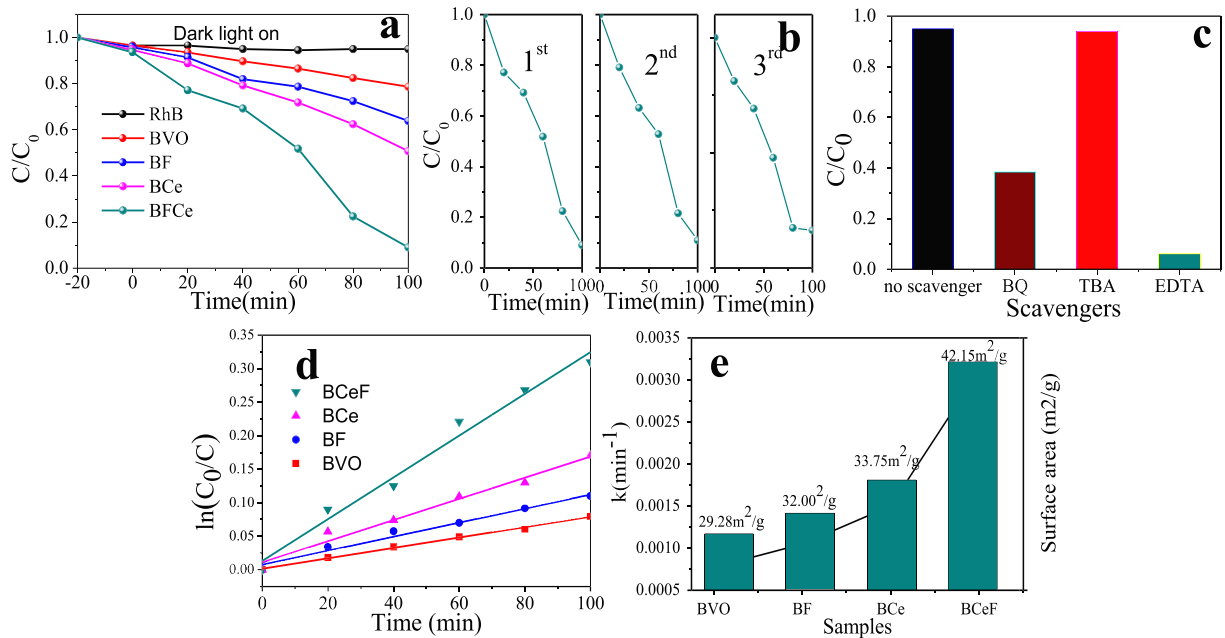 a
Dark light on
1.0
0.8
0.6
0.4
0.2
0.0
C/C0
RhB
BVO
BF
BCe
BFCe
-20 0 20 40 60 80 100
Time(min)
b
1st
2nd
3rd
1.0
0.8
0.6
0.4
0.2
0.0
C/C0
0 50 100
0 50 100
0 50 100
Time(min)
Time(min)
Time(min)
c
1.0
0.8
0.6
0.4
0.2
0.0
C/C0
no scavenger BQ TBA EDTA
Scavengers
d
0.35
0.30
0.25
0.20
0.15
0.10
0.05
0.00
ln(C0/C)
BCeF
BCe
BF
BVO
0 20 40 60 80 100
Time (min)
e
0.0035
0.0030
0.0025
0.0020
0.0015
0.0010
0.0005
k(min-1)
29.28m2/g
32.002/g
33.75m2/g
42.15m2/g
BVO BF BCe BCeF
Samples
Surface area (m2/g)